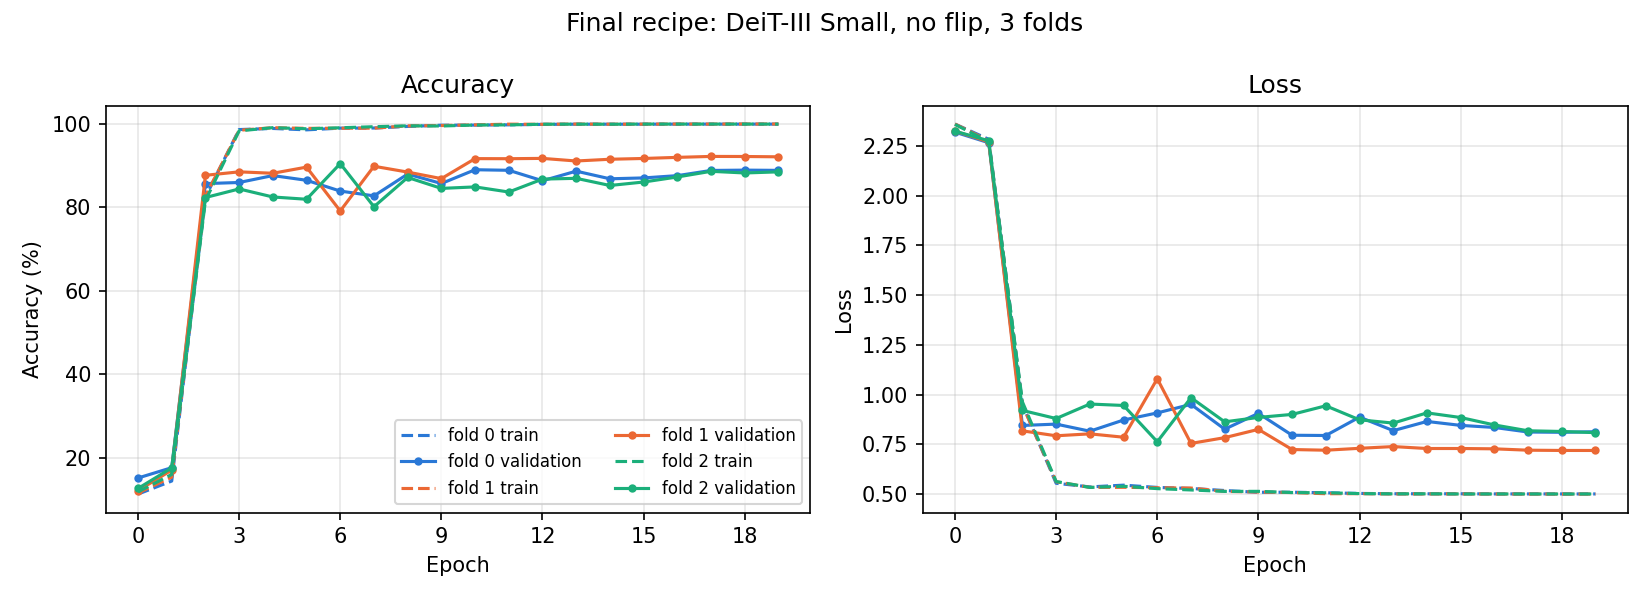 Final recipe: DeiT-III Small, no flip, 3 folds
Accuracy
Accuracy (%)
100
80
60
40
20
0 3 6 9 12 15 18
Epoch
fold 0 train
fold 0 validation
fold 1 train
fold 1 validation
fold 2 train
fold 2 validation
Loss
Loss
2.25
2.00
1.75
1.50
1.25
1.00
0.75
0.50
0 3 6 9 12 15 18
Epoch